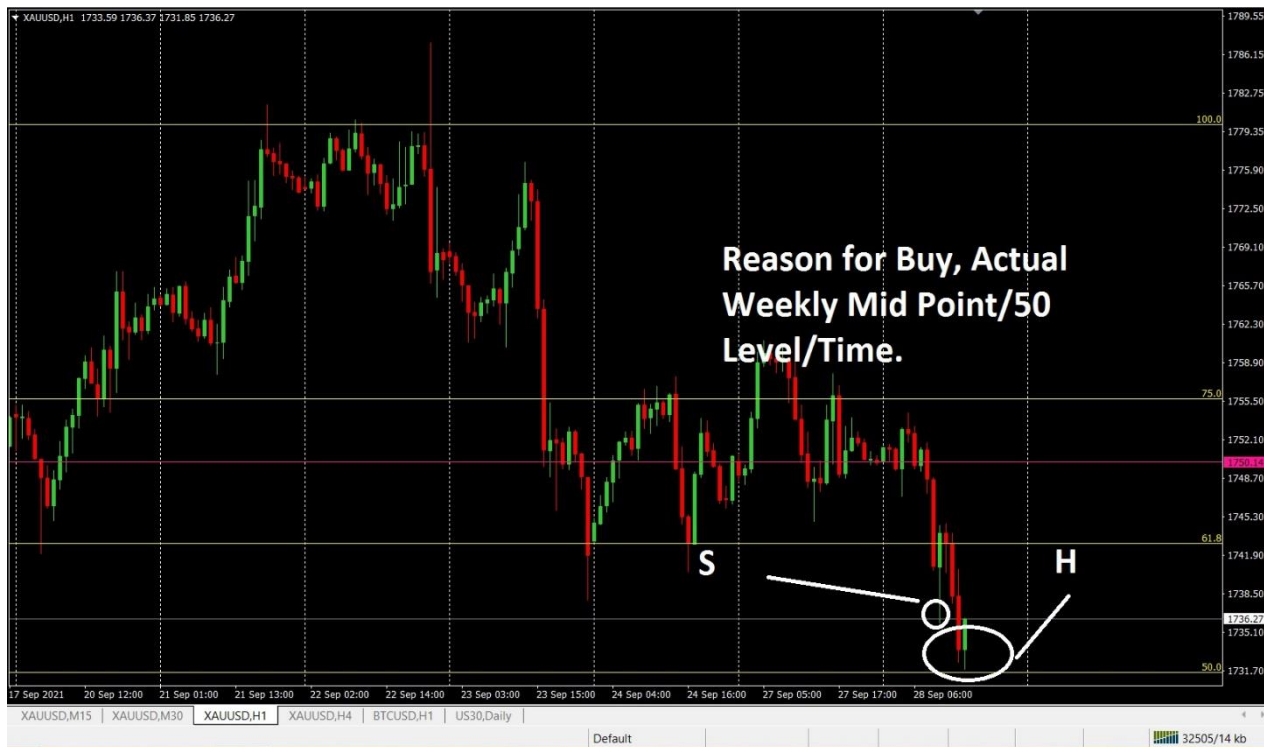 XAUUSD,H1 1733.59 1736.37 1731.85 1736.27
1789.55
1786.15
1782.75
100.0
1779.35
1775.90
1772.50
Reason for Buy, Actual
Weekly Mid Point/50
Level/Time.
1769.10
1765.70
1762.30
1758.90
75.0
1755.50
1752.10
1750.14
1748.70
1745.30
61.8
1741.90
S
H
1738.50
1736.27
1735.10
50.0
1731.70
17 Sep 2021 20 Sep 12:00 21 Sep 01:00 21 Sep 13:00 22 Sep 02:00 22 Sep 14:00 23 Sep 03:00 23 Sep 15:00 24 Sep 04:00 24 Sep 16:00 27 Sep 05:00 27 Sep 17:00 28 Sep 06:00
XAUUSD,M15 XAUUSD,M30 XAUUSD,H1 XAUUSD,H4 BTCUSD,H1 US30,Daily
Default 32505/14 kb